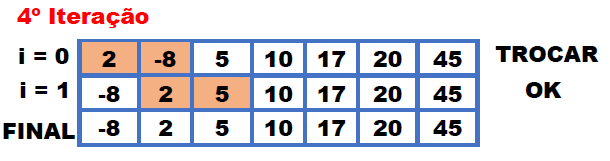 4º Iteração
i = 0 2 -8 5 10 17 20 45 TROCAR
i = 1 -8 2 5 10 17 20 45 OK
FINAL -8 2 5 10 17 20 45